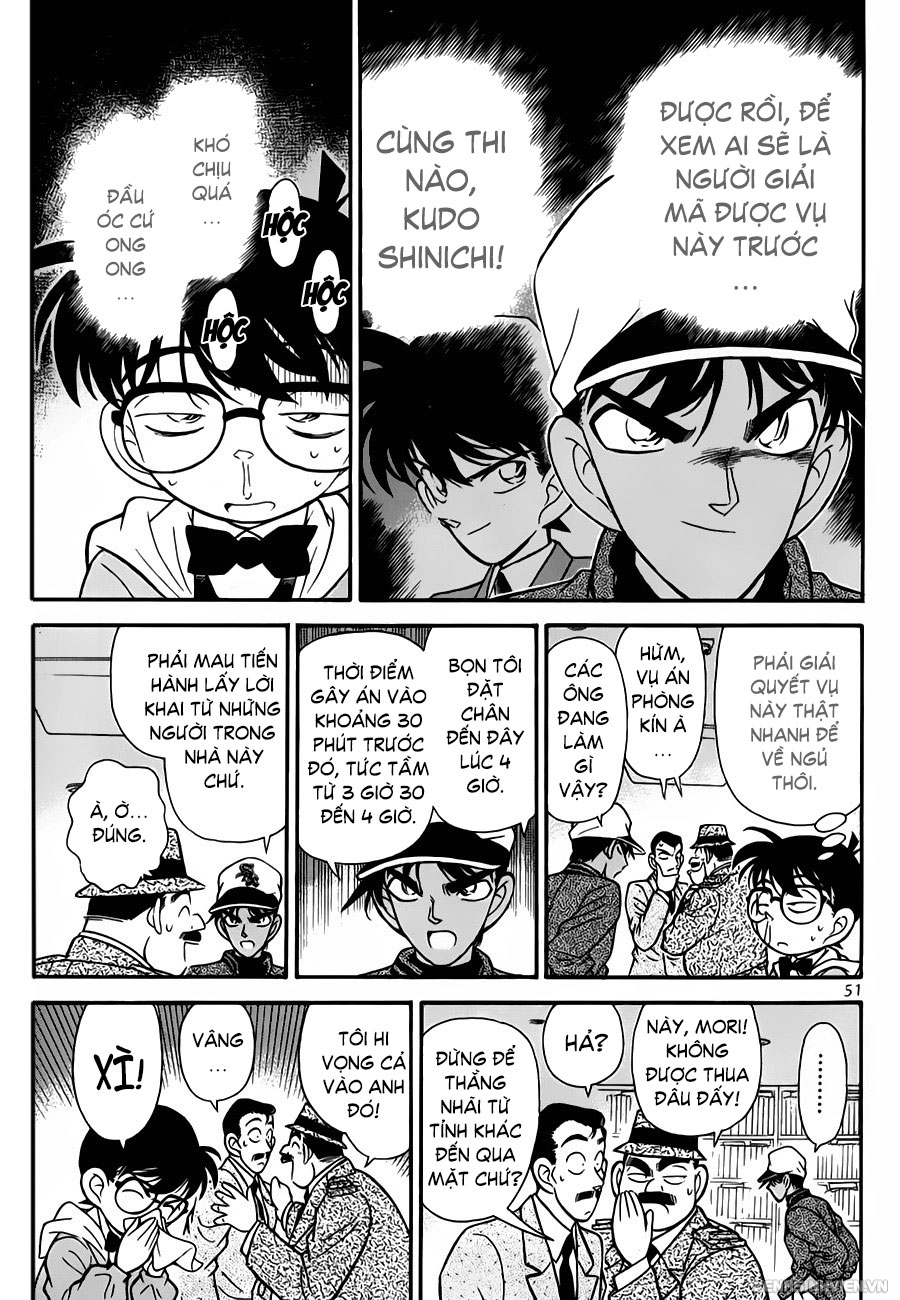 ĐƯỢC RỒI, ĐỂ
XEM AI SẼ LÀ
NGƯỜI GIẢI
MÃ ĐƯỢC VỤ
NÀY TRƯỚC
...
CÙNG THI
NÀO,
KUDO
SHINICHI!
KHÓ
CHỊU
QUÁ
...
ĐẦU
ÓC CỨ
ONG
ONG
...
HỘC
HỘC
HỘC
PHẢI GIẢI
QUYẾT VỤ
NÀY THẬT
NHANH ĐỂ
VỀ NGỦ
THÔI.
HỪM,
VỤ ÁN
PHÒNG
KÍN À
...
CÁC
ÔNG
ĐANG
LÀM
GÌ
VẬY?
BỌN TÔI
ĐẶT
CHÂN
ĐẾN ĐÂY
LÚC 4
GIỜ.
THỜI ĐIỂM
GÂY ÁN VÀO
KHOẢNG 30
PHÚT TRƯỚC
ĐÓ, TỨC TẦM
TỪ 3 GIỜ 30
ĐẾN 4 GIỜ.
PHẢI MAU TIẾN
HÀNH LẤY LỜI
KHAI TỪ NHỮNG
NGƯỜI TRONG
NHÀ NÀY
CHỨ.
À, Ờ...
ĐÚNG.
51
.........
NÀY, MORI!
KHÔNG
ĐƯỢC THUA
ĐÂU ĐẤY!
HẢ?
ĐỪNG ĐỂ
THẰNG
NHÃI TỪ
TỈNH KHÁC
ĐẾN QUA
MẶT CHỨ?
TÔI HI
VỌNG CẢ
VÀO ANH
ĐÓ!
VÂNG
...
XÌ!